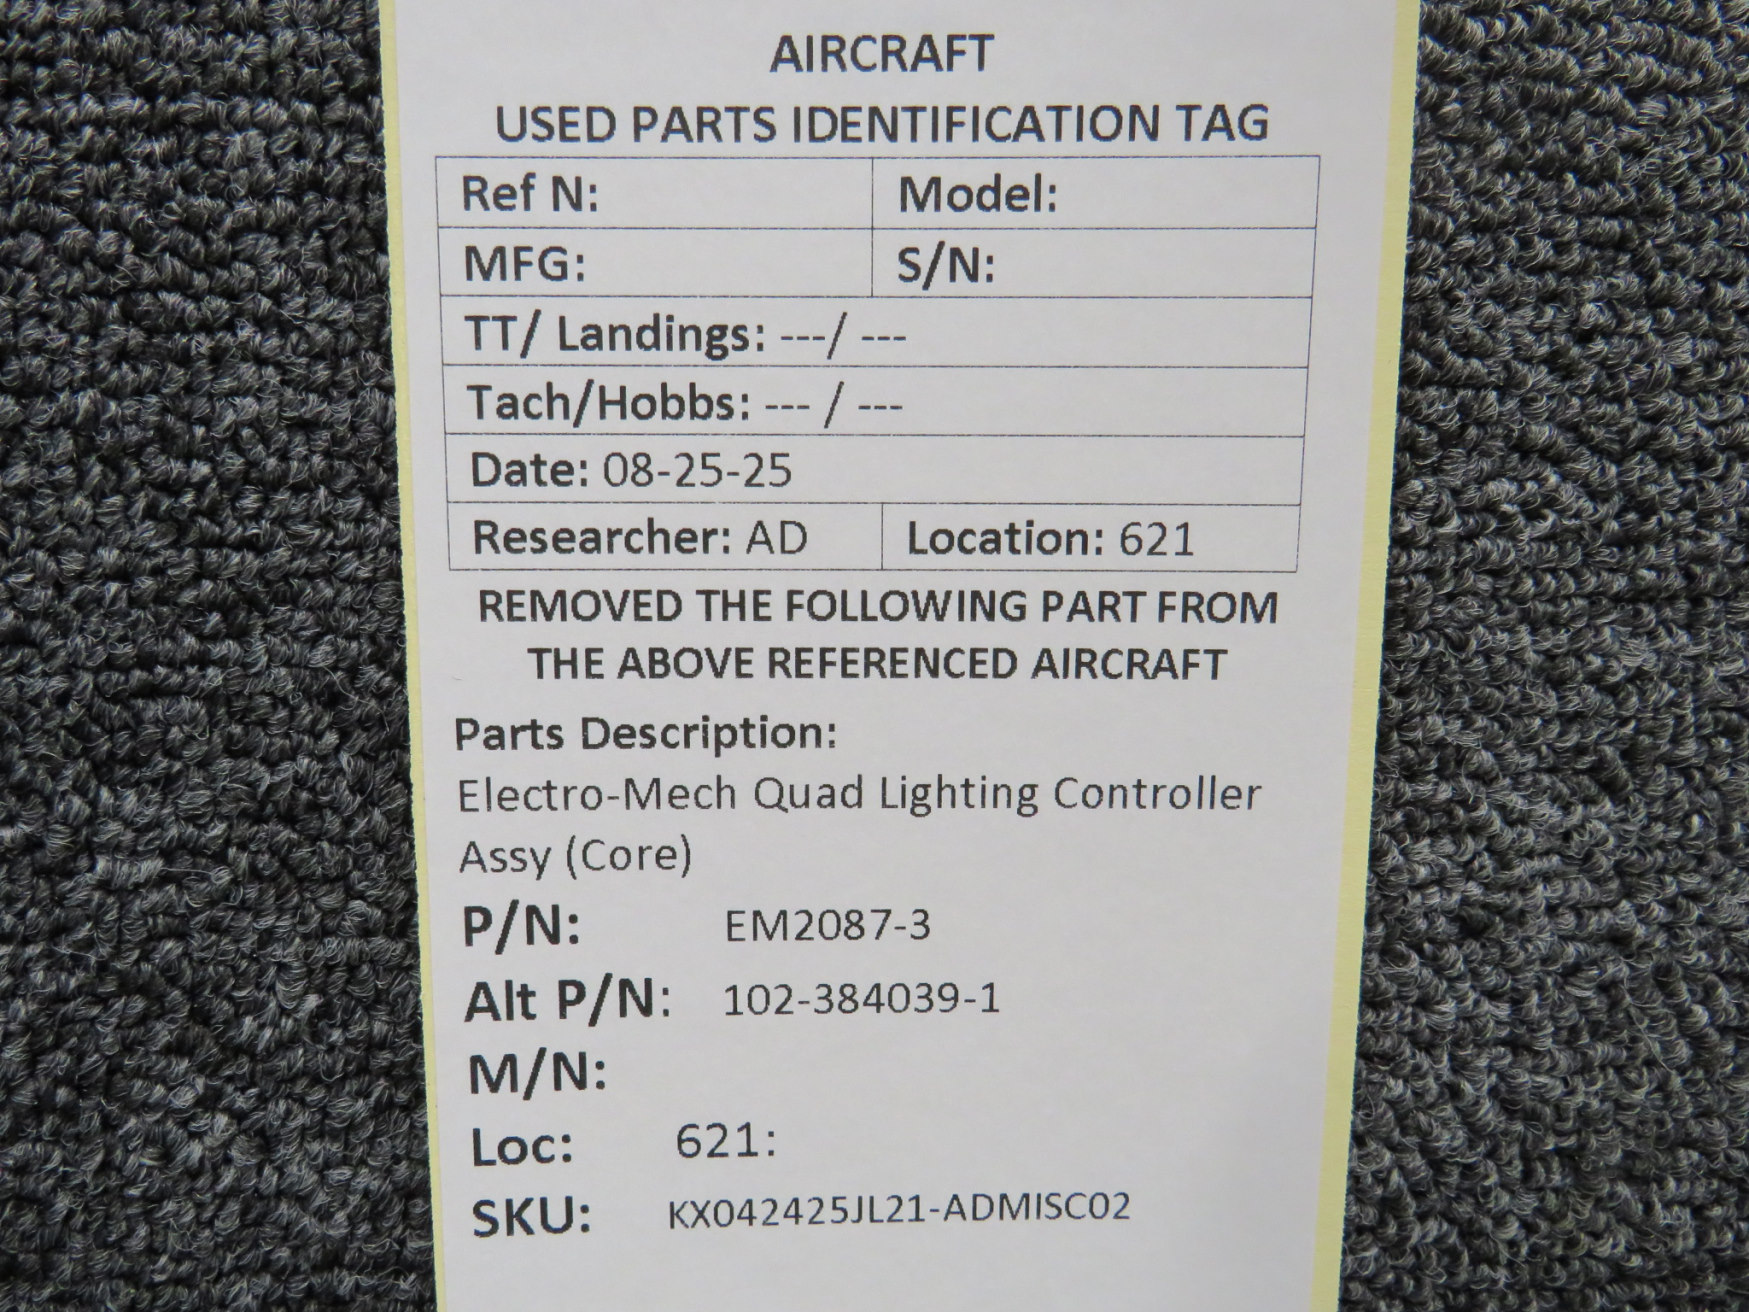 AIRCRAFT
USED PARTS IDENTIFICATION TAG
Ref N: Model:
MFG: S/N:
TT/ Landings: ---/ ---
Tach/Hobbs: --- / ---
Date: 08-25-25
Researcher: AD Location: 621
REMOVED THE FOLLOWING PART FROM
THE ABOVE REFERENCED AIRCRAFT
Parts Description:
Electro-Mech Quad Lighting Controller
Assy (Core)
P/N: EM2087-3
Alt P/N: 102-384039-1
M/N:
Loc: 621:
SKU: KX042425JL21-ADMISC02